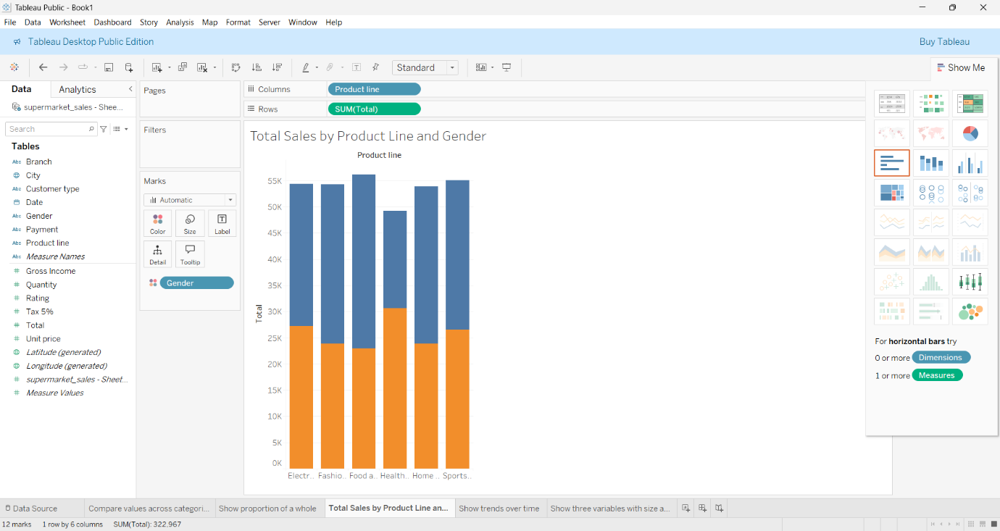 Tableau Public - Book1
File Data Worksheet Dashboard Story Analysis Map Format Server Window Help
Tableau Desktop Public Edition
Buy Tableau
Standard
Show Me
Data
Analytics
supermarket_sales - Shee...
Search
Tables
Abc Branch
City
Abc Customer type
Date
Abc Gender
Abc Payment
Abc Product line
Abc Measure Names
Gross Income
Quantity
Rating
Tax 5%
Total
Unit price
Latitude (generated)
Longitude (generated)
supermarket_sales - Sheet...
Measure Values
Pages
Filters
Marks
Automatic
Color
Size
Label
Detail
Tooltip
Gender
Columns
Product line
Rows
SUM(Total)
Total Sales by Product Line and Gender
Product line
55K
50K
45K
40K
35K
30K
25K
20K
15K
10K
5K
0K
Total
Electr.. Fashio.. Food a.. Health.. Home .. Sports..
For horizontal bars try
0 or more Dimensions
1 or more Measures
Data Source
Compare values across categori...
Show proportion of a whole
Total Sales by Product Line an...
Show trends over time
Show three variables with size a...
12 marks 1 row by 6 columns SUM(Total): 322,967